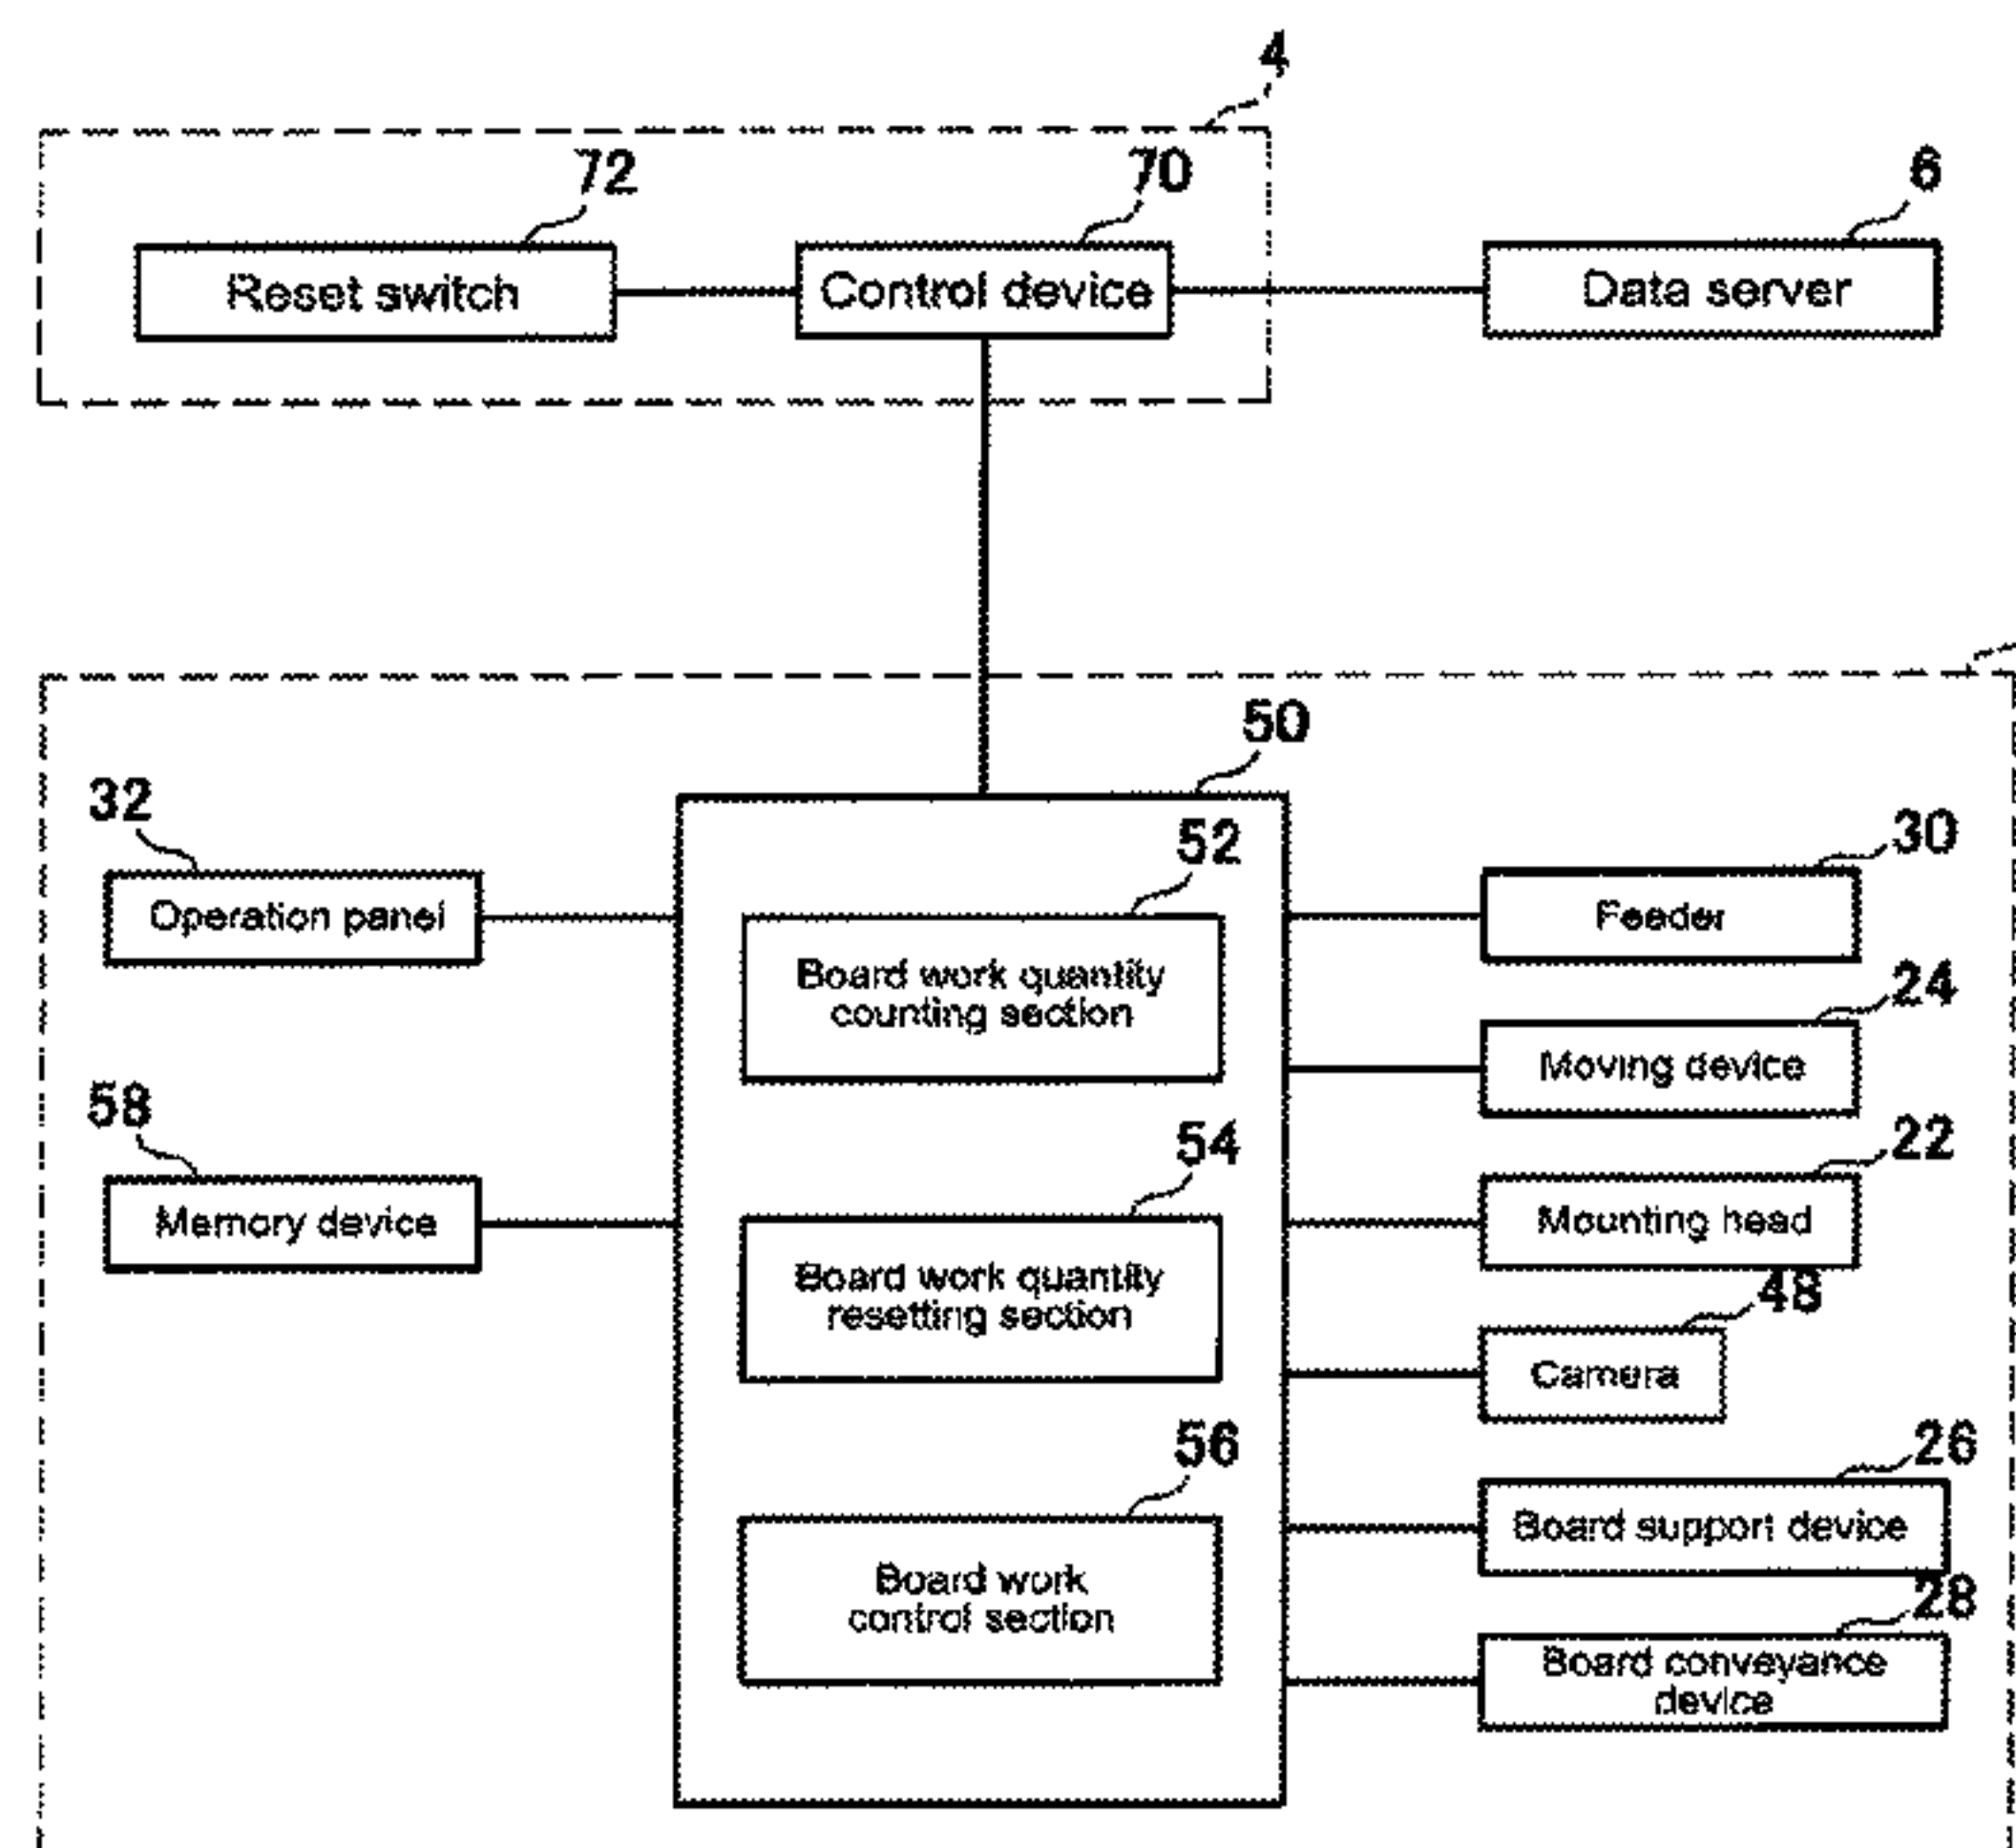 4
72
70
6
Reset switch
Control device
Data server
50
32
52
30
Operation panel
Board work quantity
counting section
Feeder
24
Moving device
58
54
22
Memory device
Board work quantity
resetting section
Mounting head
48
Camera
56
26
Board work
control section
Board support device
28
Board conveyance
device